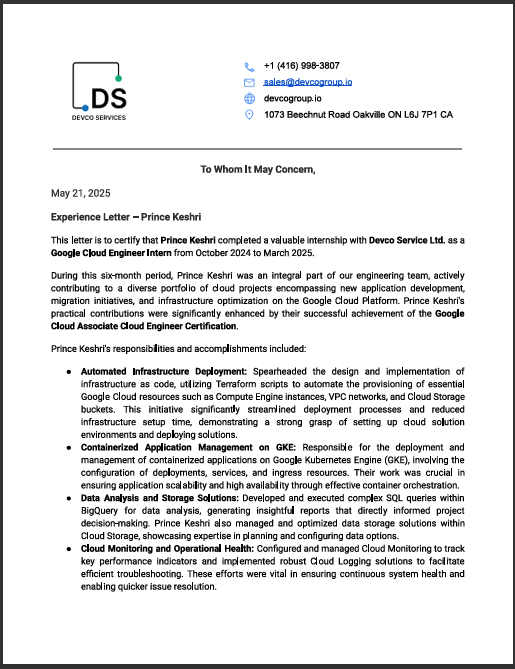 DS
DEVCO SERVICES
+1 (416) 998-3807
sales@devcogroup.io
devcogroup.io
1073 Beechnut Road Oakville ON L6J 7P1 CA
To Whom It May Concern,
May 21, 2025
Experience Letter – Prince Keshri
This letter is to certify that Prince Keshri completed a valuable internship with Devco Service Ltd. as a
Google Cloud Engineer Intern from October 2024 to March 2025.
During this six-month period, Prince Keshri was an integral part of our engineering team, actively
contributing to a diverse portfolio of cloud projects encompassing new application development,
migration initiatives, and infrastructure optimization on the Google Cloud Platform. Prince Keshri's
practical contributions were significantly enhanced by their successful achievement of the Google
Cloud Associate Cloud Engineer Certification.
Prince Keshri's responsibilities and accomplishments included:
● Automated Infrastructure Deployment: Spearheaded the design and implementation of
infrastructure as code, utilizing Terraform scripts to automate the provisioning of essential
Google Cloud resources such as Compute Engine instances, VPC networks, and Cloud Storage
buckets. This initiative significantly streamlined deployment processes and reduced
infrastructure setup time, demonstrating a strong grasp of setting up cloud solution
environments and deploying solutions.
● Containerized Application Management on GKE: Responsible for the deployment and
management of containerized applications on Google Kubernetes Engine (GKE), involving the
configuration of deployments, services, and ingress resources. Their work was crucial in
ensuring application scalability and high availability through effective container orchestration.
● Data Analysis and Storage Solutions: Developed and executed complex SQL queries within
BigQuery for data analysis, generating insightful reports that directly informed project
decision-making. Prince Keshri also managed and optimized data storage solutions within
Cloud Storage, showcasing expertise in planning and configuring data options.
● Cloud Monitoring and Operational Health: Configured and managed Cloud Monitoring to track
key performance indicators and implemented robust Cloud Logging solutions to facilitate
efficient troubleshooting. These efforts were vital in ensuring continuous system health and
enabling quicker issue resolution.